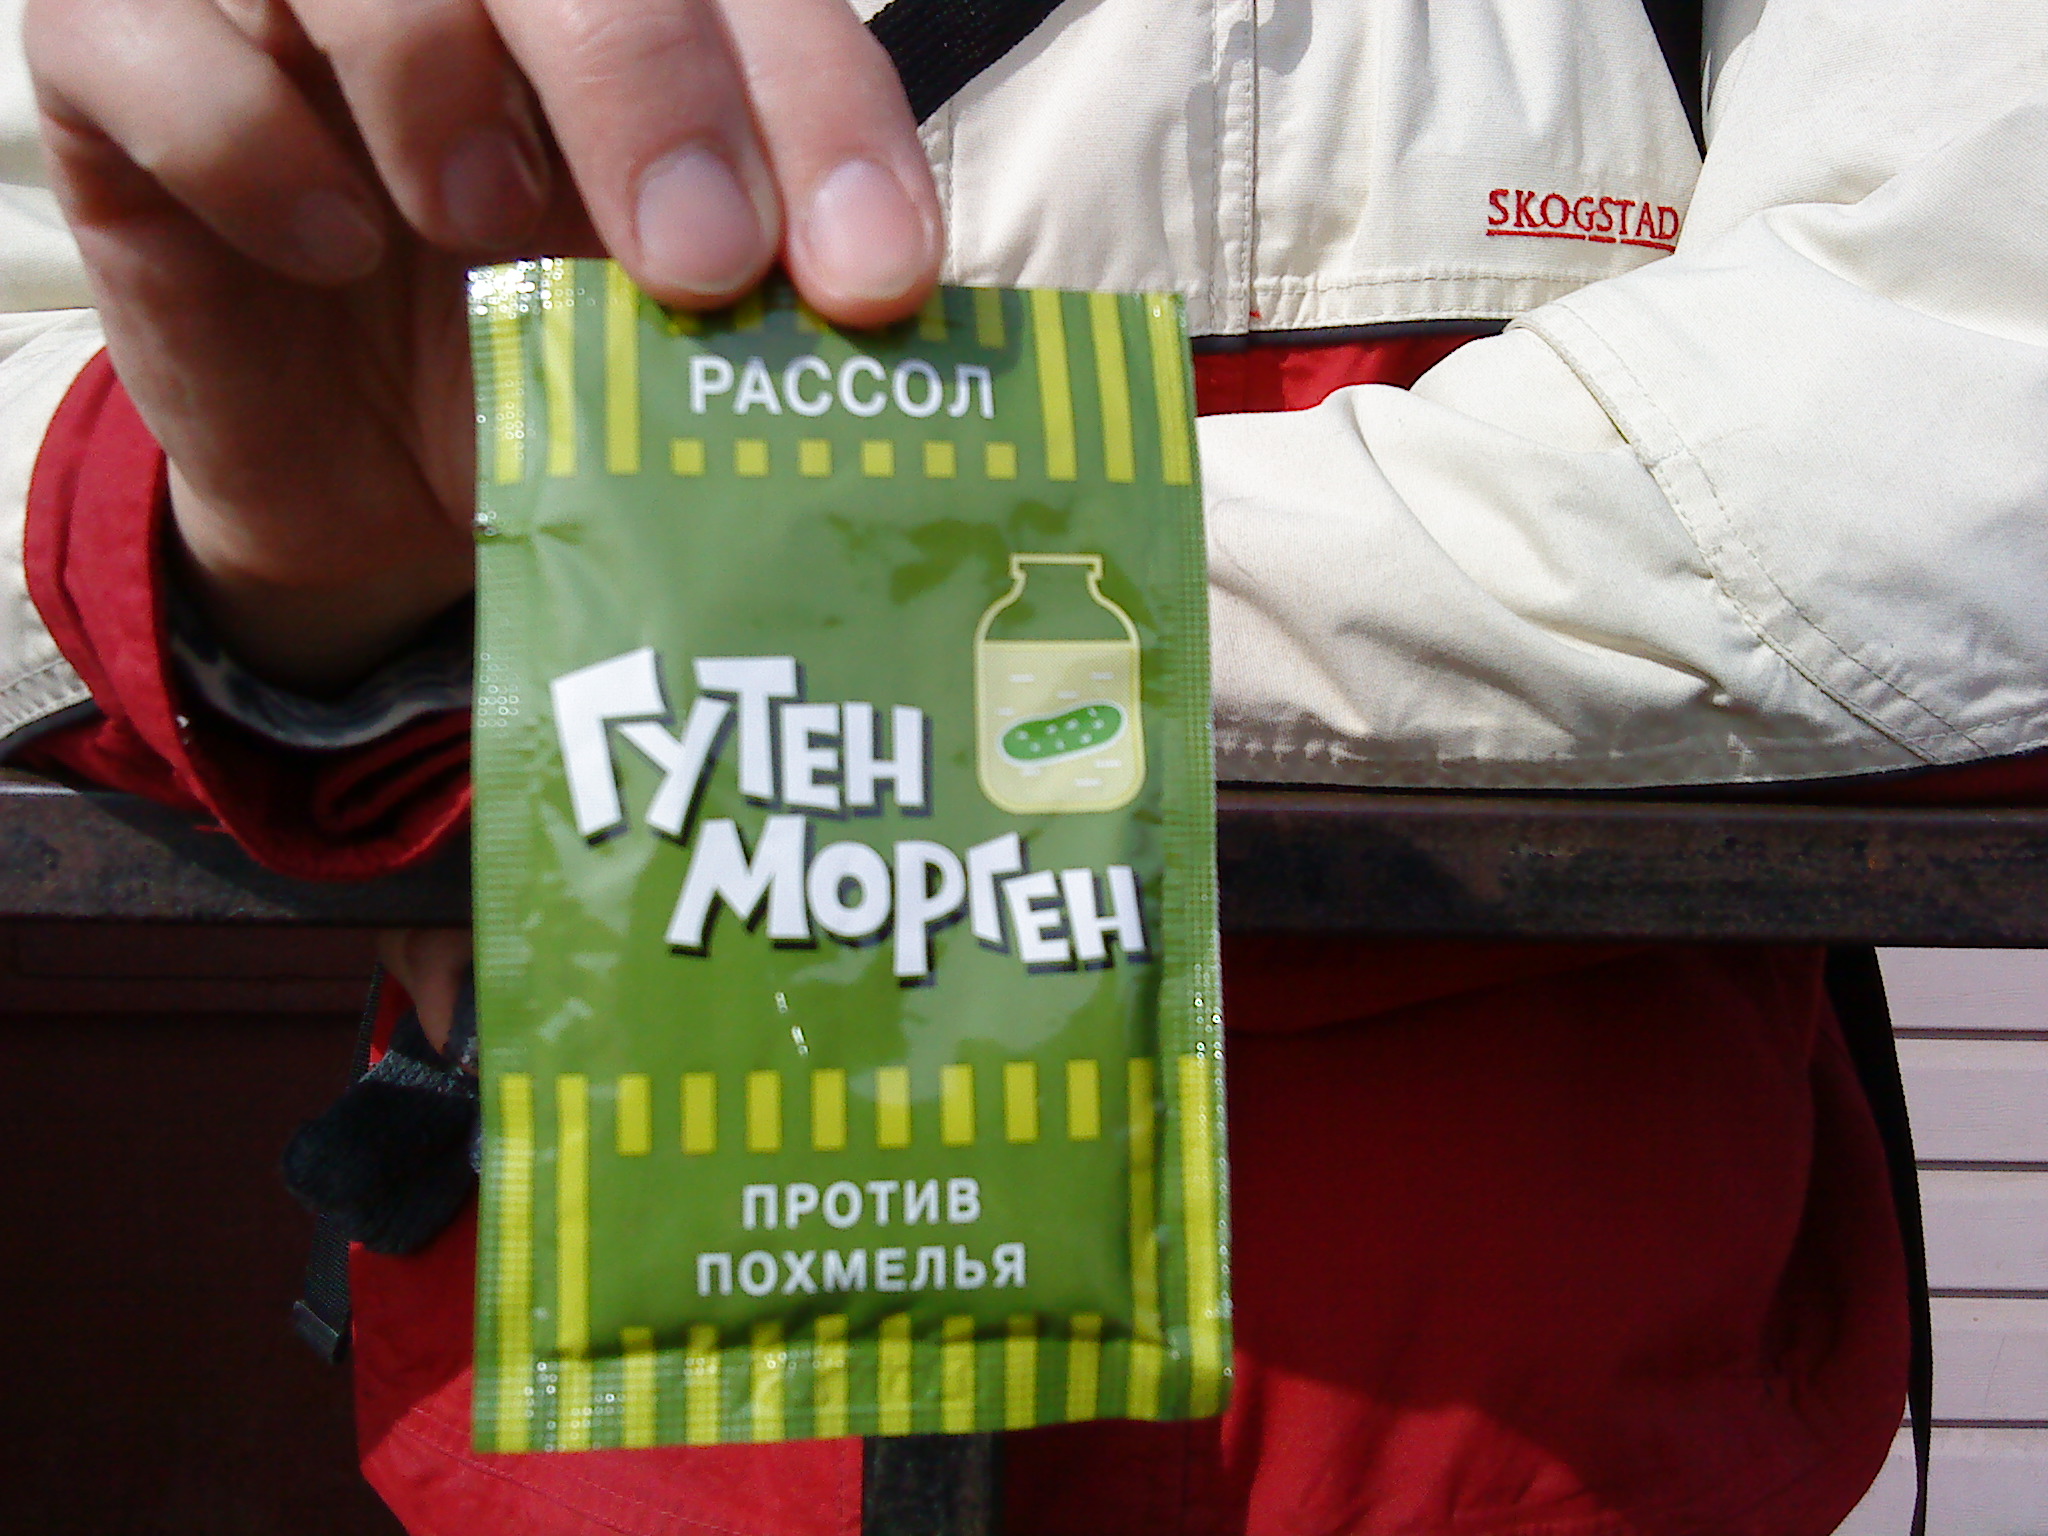 SKOGSTAD
РАССОЛ
ГУТЕН
МОРГЕН
ПРОТИВ
ПОХМЕЛЬЯ